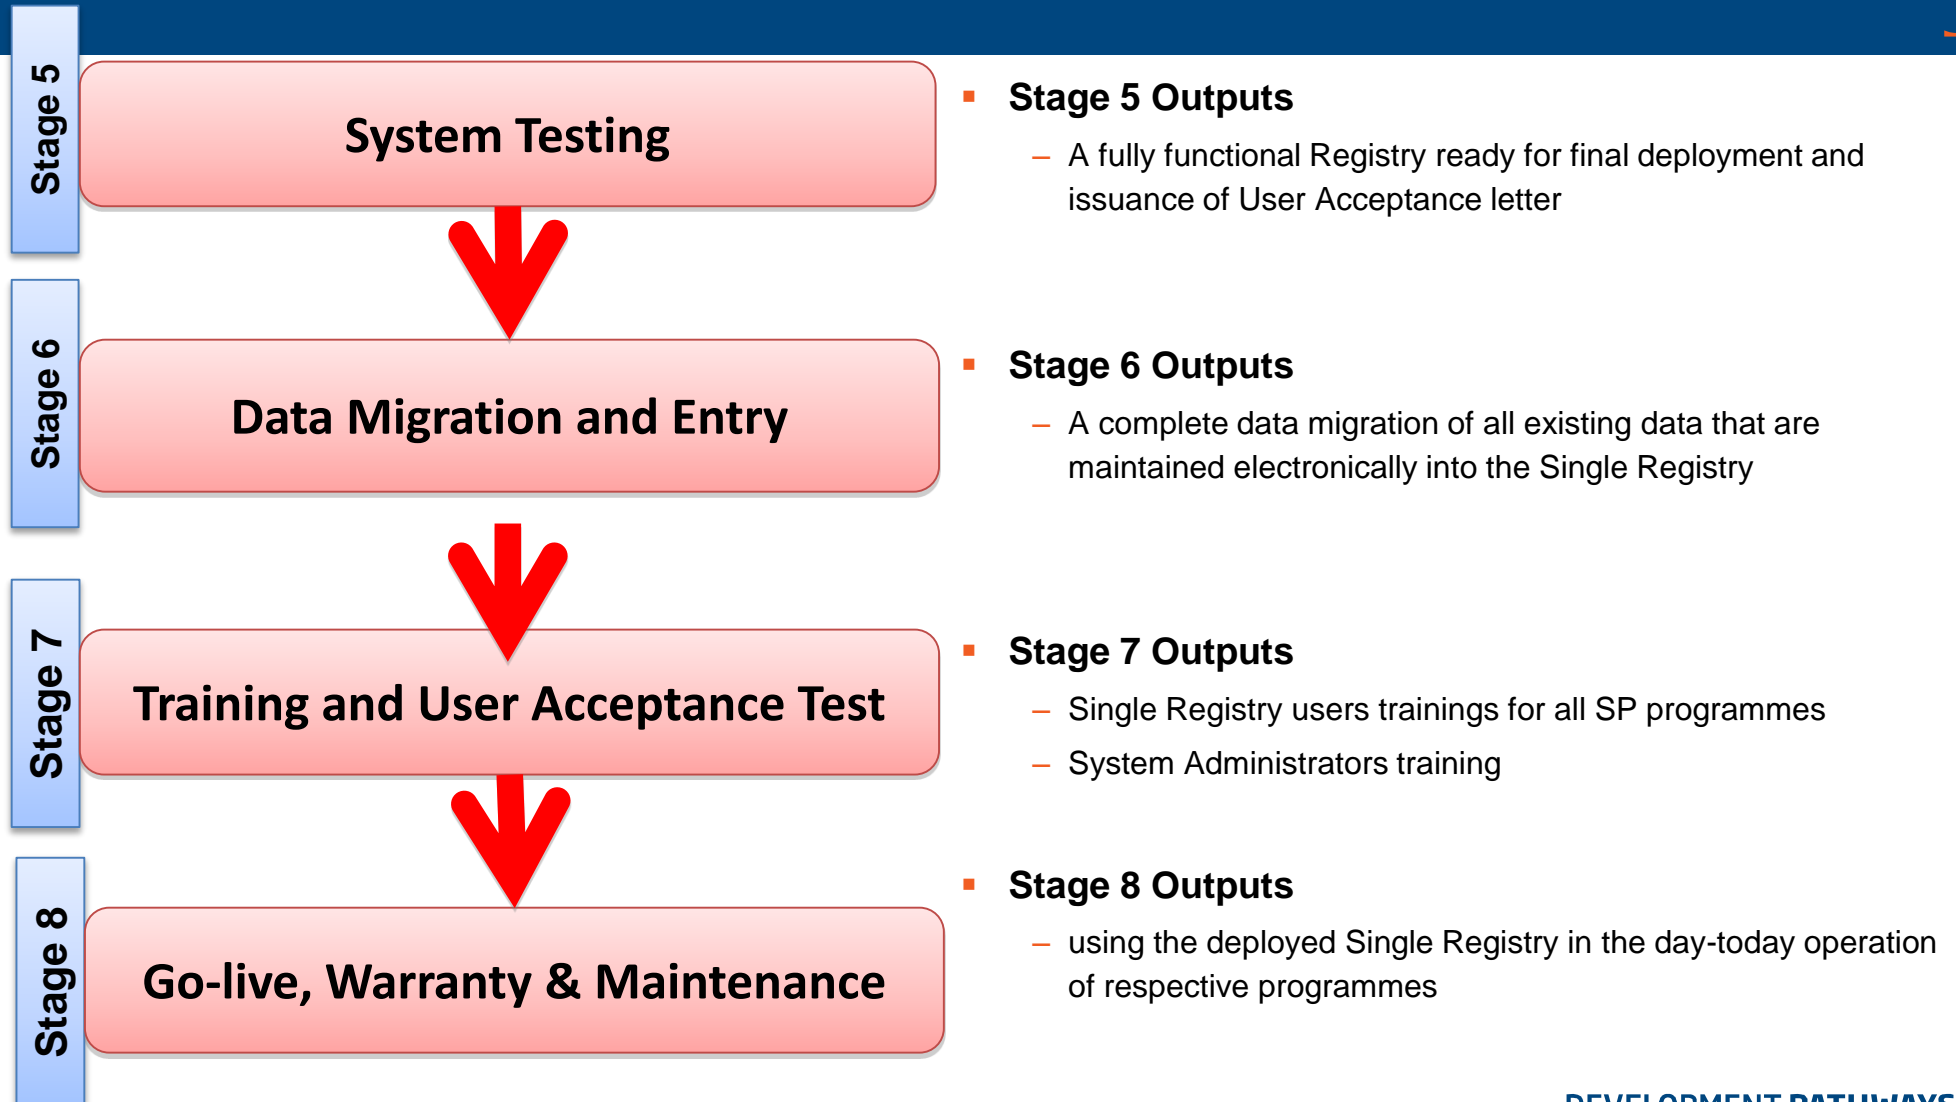 Stage 5
System Testing
Stage 5 Outputs
– A fully functional Registry ready for final deployment and
issuance of User Acceptance letter
Stage 6
Data Migration and Entry
Stage 6 Outputs
– A complete data migration of all existing data that are
maintained electronically into the Single Registry
Stage 7
Training and User Acceptance Test
Stage 7 Outputs
– Single Registry users trainings for all SP programmes
– System Administrators training
Stage 8
Go-live, Warranty & Maintenance
Stage 8 Outputs
– using the deployed Single Registry in the day-today operation
of respective programmes
DEVELOPMENT PATHWAYS